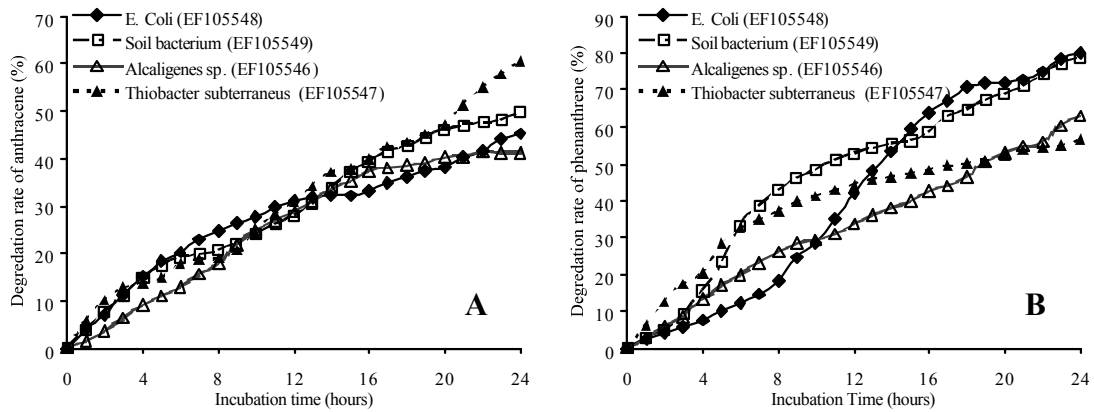 Degredation rate of anthracene (%)
70
60
50
40
30
20
10
0
E. Coli (EF105548)
Soil bacterium (EF105549)
Alcaligenes sp. (EF105546)
Thiobacter subterraneus (EF105547)
A
0 4 8 12 16 20 24
Incubation time (hours)
Degredation rate of phenanthrene (%)
90
80
70
60
50
40
30
20
10
0
E. Coli (EF105548)
Soil bacterium (EF105549)
Alcaligenes sp. (EF105546)
Thiobacter subterraneus (EF105547)
B
0 4 8 12 16 20 24
Incubation Time (hours)